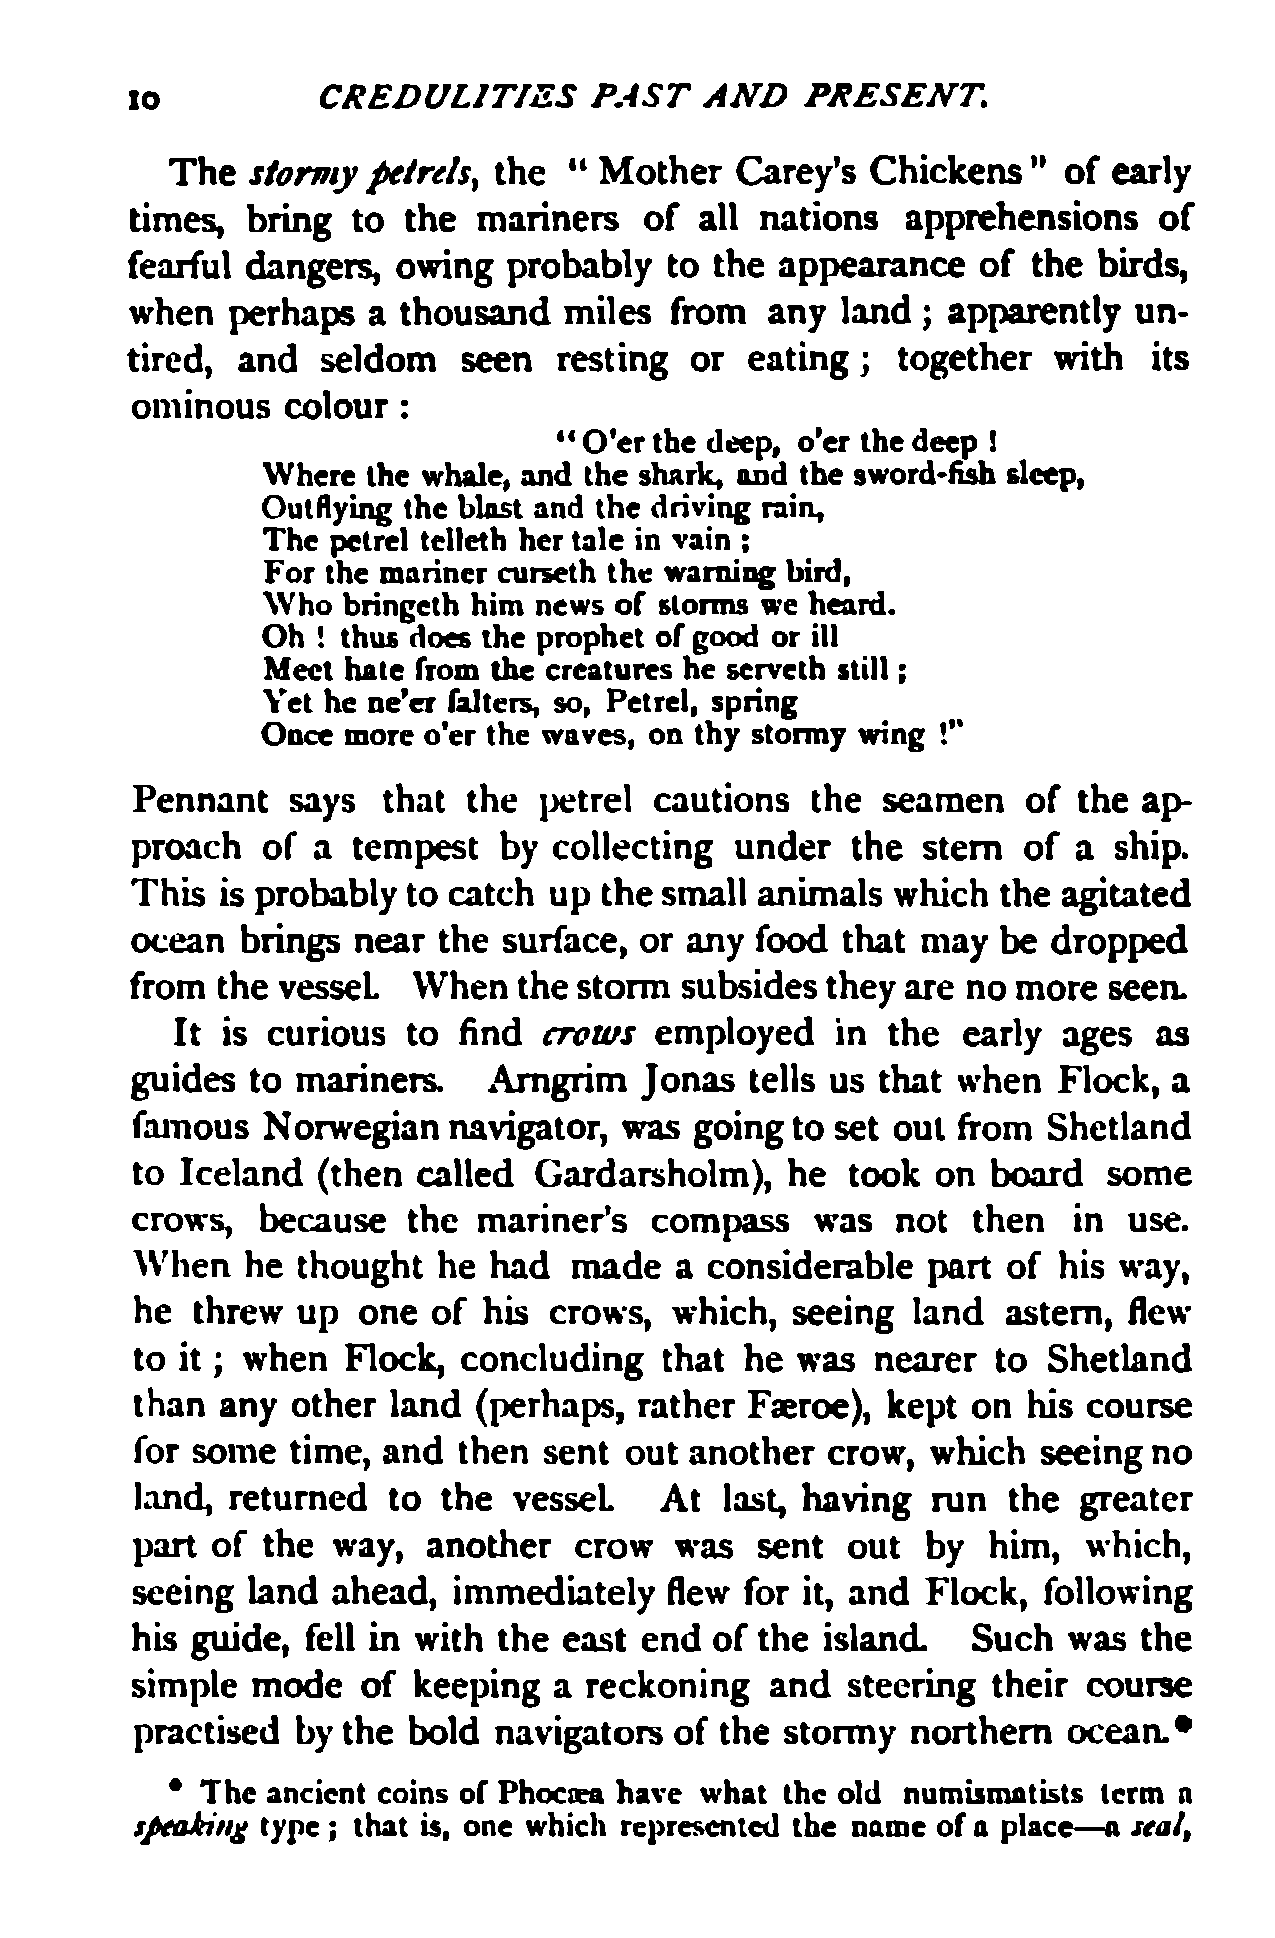 10 CREDULITIES PAST AND PRESENT.
The stormy petrels, the "Mother Carey's Chickens" of early
times, bring to the mariners of all nations apprehensions of
fearful dangers, owing probably to the appearance of the birds,
when perhaps a thousand miles from any land ; apparently un-
tired, and seldom seen resting or eating ; together with its
ominous colour :
"O'er the deep, o'er the deep !
Where the whale, and the shark, and the sword-fish sleep,
Outflying the blast and the driving rain,
The petrel telleth her tale in vain ;
For the mariner curseth the warning bird,
Who bringeth him news of storms we heard.
Oh ! thus does the prophet of good or ill
Meet hate from the creatures he serveth still ;
Yet he ne'er falters, so, Petrel, spring
Once more o'er the waves, on thy stormy wing !"
Pennant says that the petrel cautions the seamen of the ap-
proach of a tempest by collecting under the stern of a ship.
This is probably to catch up the small animals which the agitated
ocean brings near the surface, or any food that may be dropped
from the vessel. When the storm subsides they are no more seen.
It is curious to find crows employed in the early ages as
guides to mariners. Arngrim Jonas tells us that when Flock, a
famous Norwegian navigator, was going to set out from Shetland
to Iceland (then called Gardarsholm), he took on board some
crows, because the mariner's compass was not then in use.
When he thought he had made a considerable part of his way,
he threw up one of his crows, which, seeing land astern, flew
to it ; when Flock, concluding that he was nearer to Shetland
than any other land (perhaps, rather Færoe), kept on his course
for some time, and then sent out another crow, which seeing no
land, returned to the vessel. At last, having run the greater
part of the way, another crow was sent out by him, which,
seeing land ahead, immediately flew for it, and Flock, following
his guide, fell in with the east end of the island. Such was the
simple mode of keeping a reckoning and steering their course
practised by the bold navigators of the stormy northern ocean.*
* The ancient coins of Phocæa have what the old numismatists term a
speaking type ; that is, one which represented the name of a place—a seal,